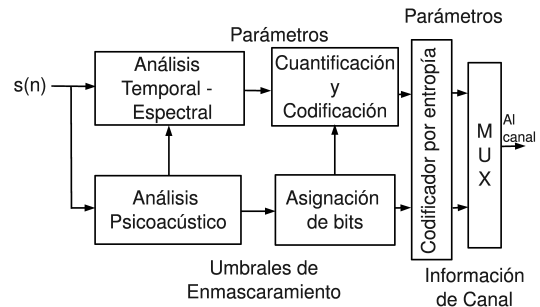 Parámetros
Parámetros
s(n)
Análisis
Temporal -
Espectral
Cuantificación
y
Codificación
Codificador por entropía
MUX
Al
canal
Análisis
Psicoacústico
Asignación
de bits
Umbrales de
Enmascaramiento
Información
de Canal